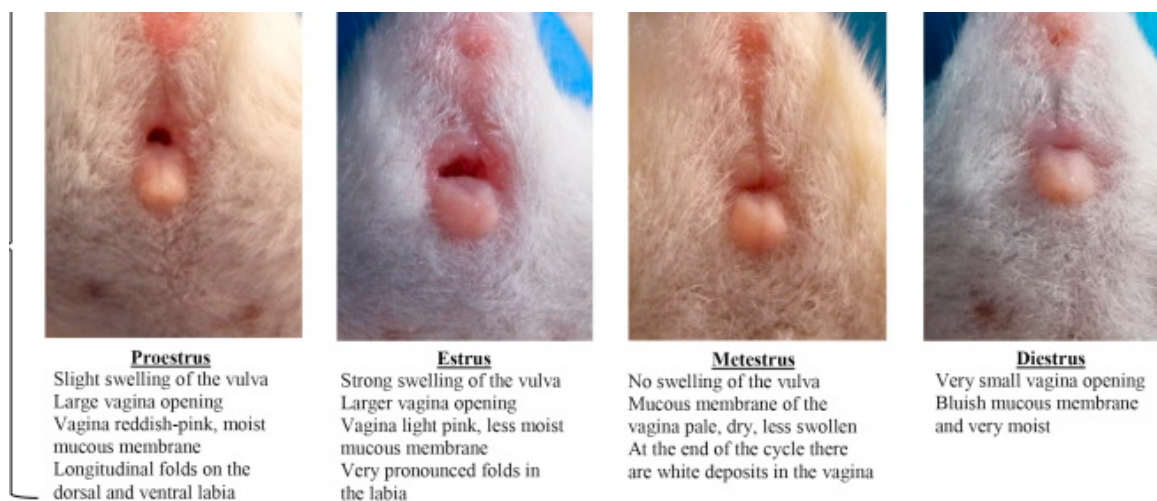 Proestrus
Slight swelling of the vulva
Large vagina opening
Vagina reddish-pink, moist
mucous membrane
Longitudinal folds on the
dorsal and ventral labia
Estrus
Strong swelling of the vulva
Larger vagina opening
Vagina light pink, less moist
mucous membrane
Very pronounced folds in
the labia
Metestrus
No swelling of the vulva
Mucous membrane of the
vagina pale, dry, less swollen
At the end of the cycle there
are white deposits in the vagina
Diestrus
Very small vagina opening
Bluish mucous membrane
and very moist